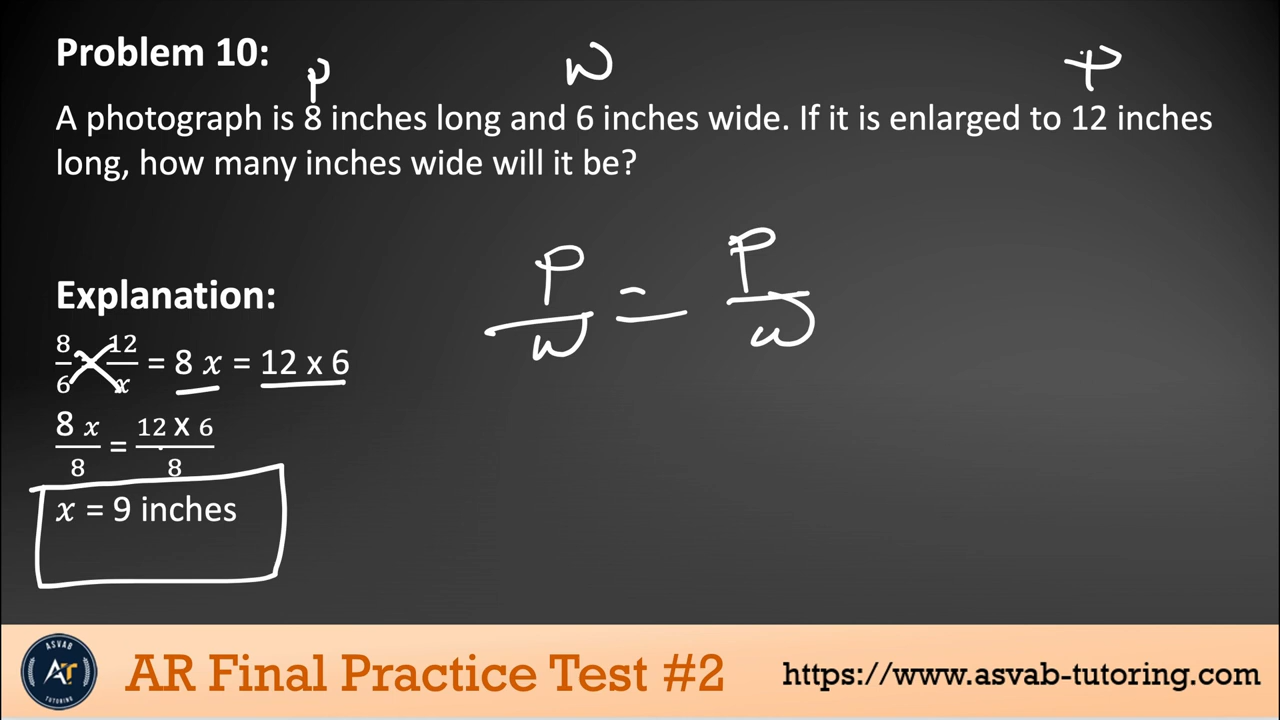 Problem 10:
P W P
A photograph is 8 inches long and 6 inches wide. If it is enlarged to 12 inches
long, how many inches wide will it be?
P/W = P/W
Explanation:
8/6 = 12/x = 8 x = 12 x 6
8 x/8 = 12 X 6/8
x = 9 inches
ASVAB
AT
TUTORING
AR Final Practice Test #2
https://www.asvab-tutoring.com